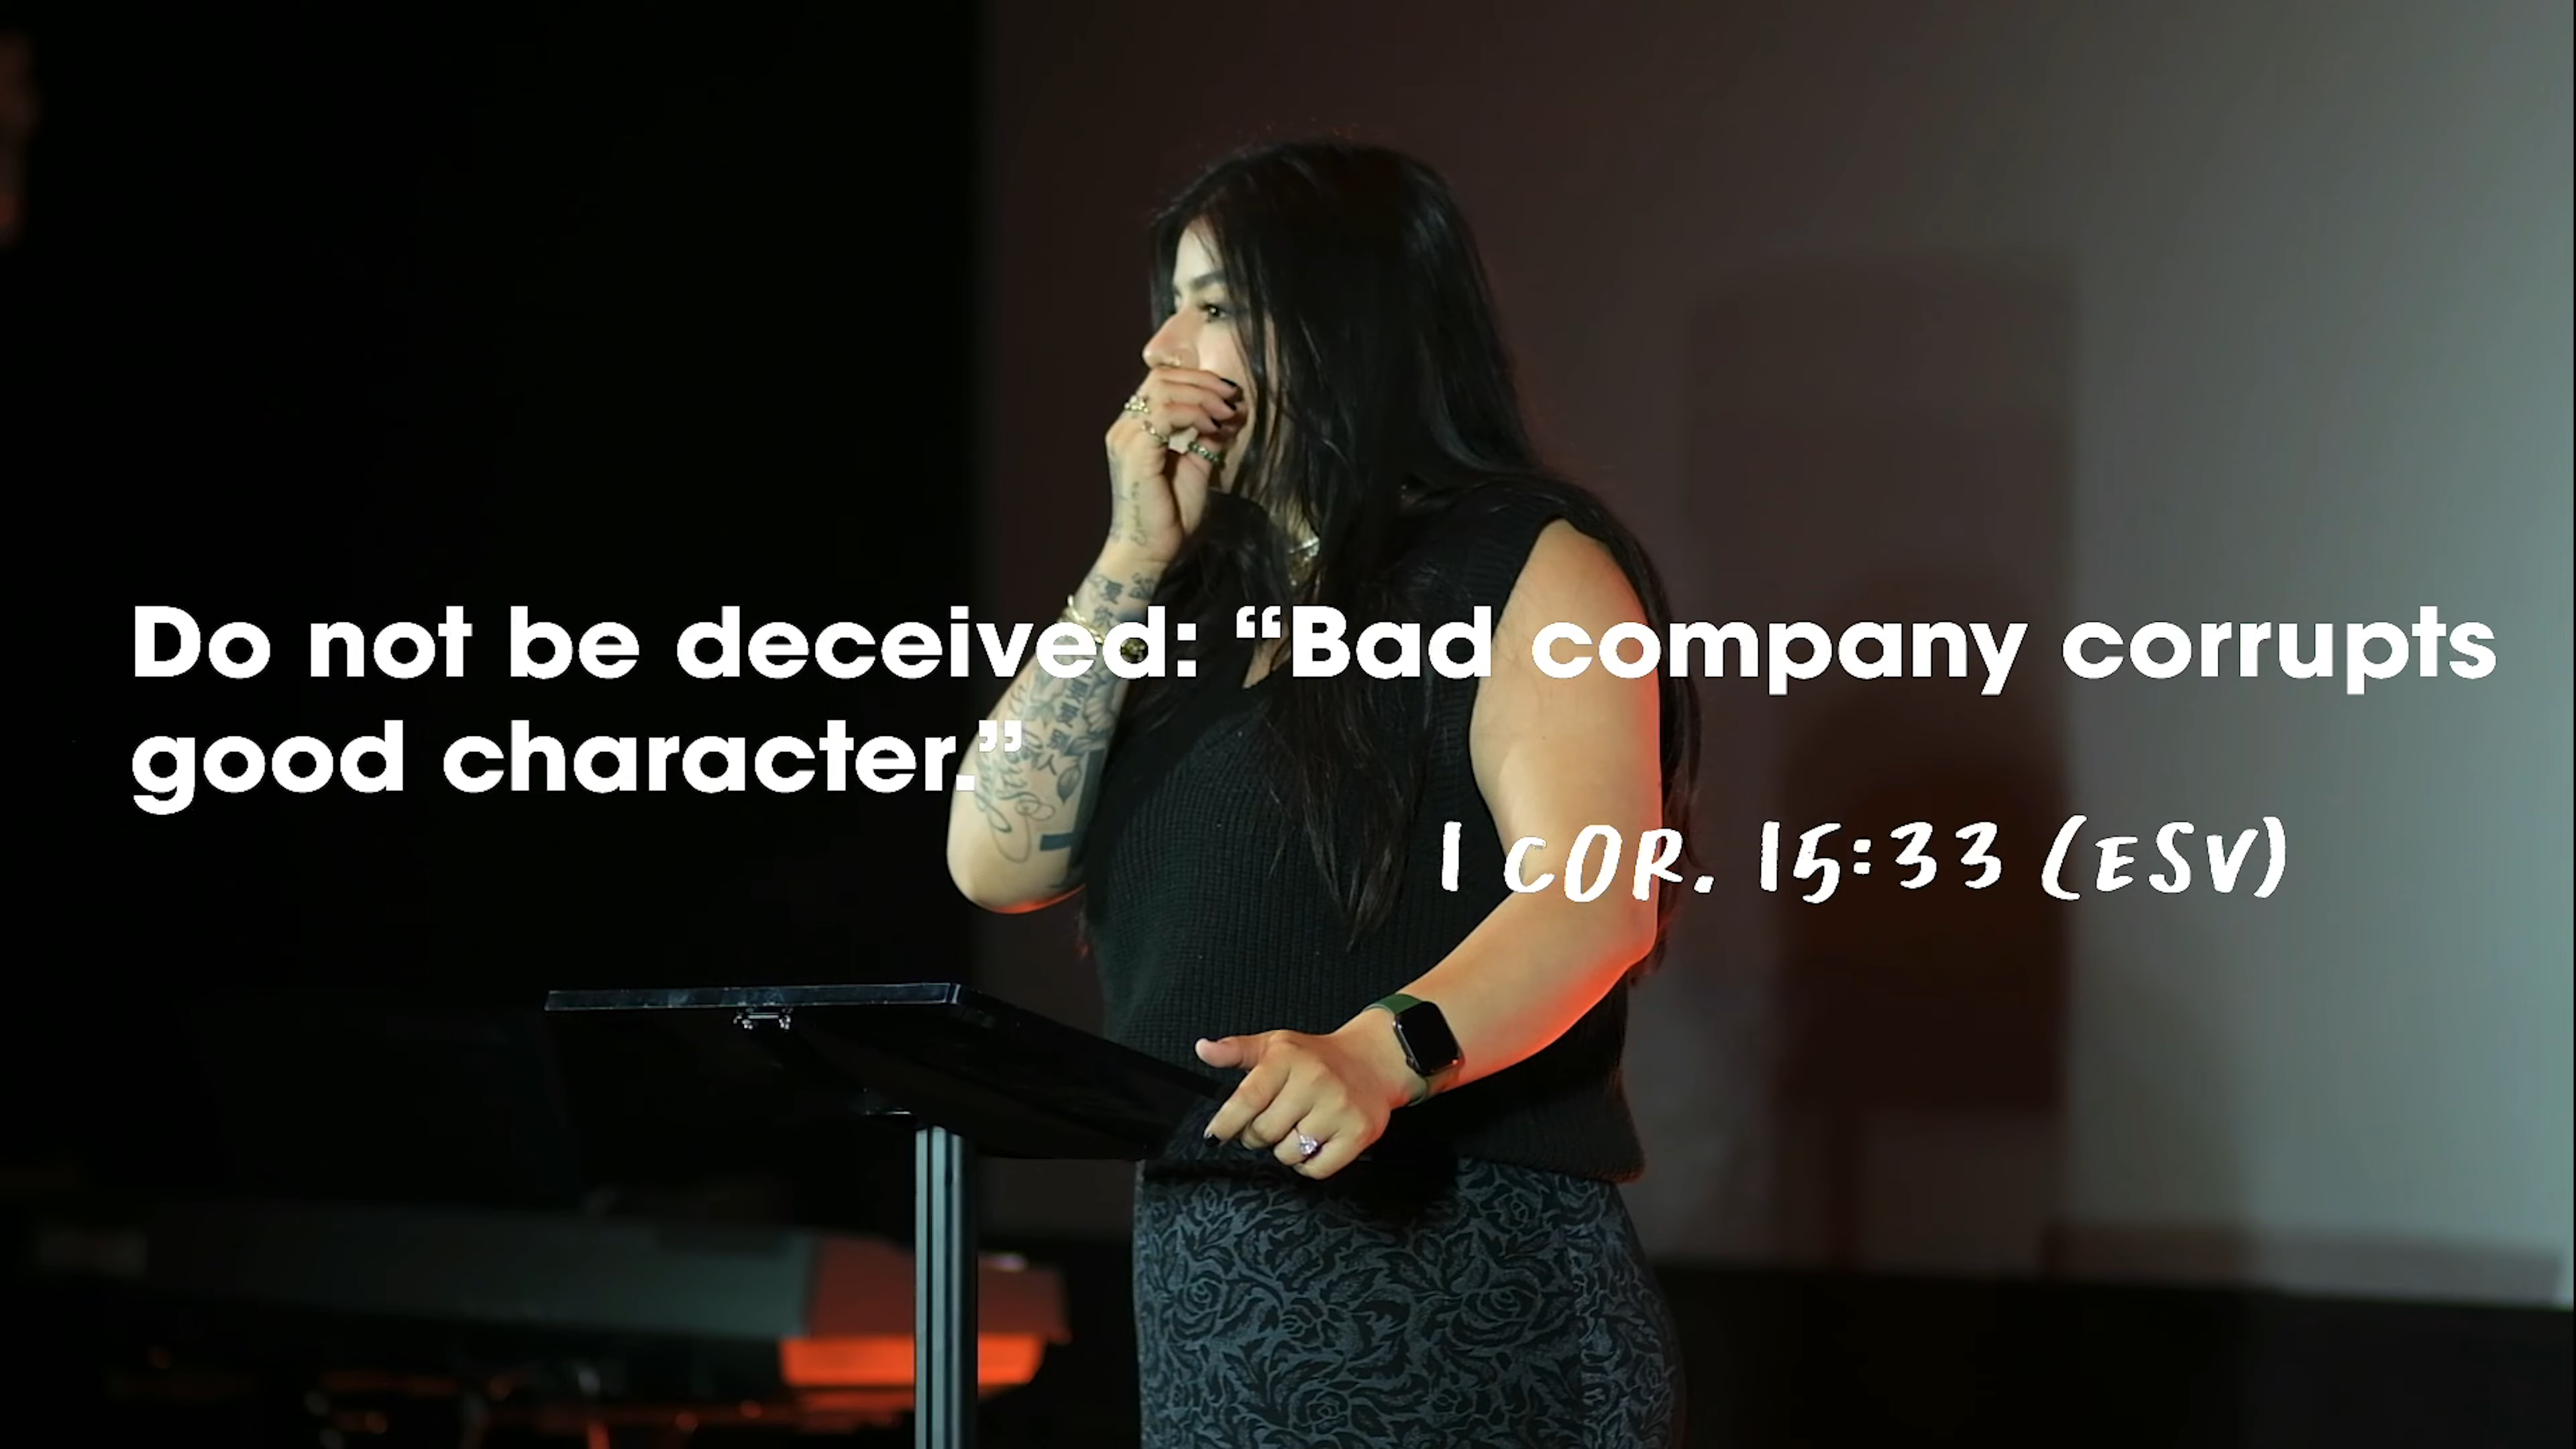 Do not be deceived: “Bad company corrupts
good character.”
1 COR. 15:33 (ESV)